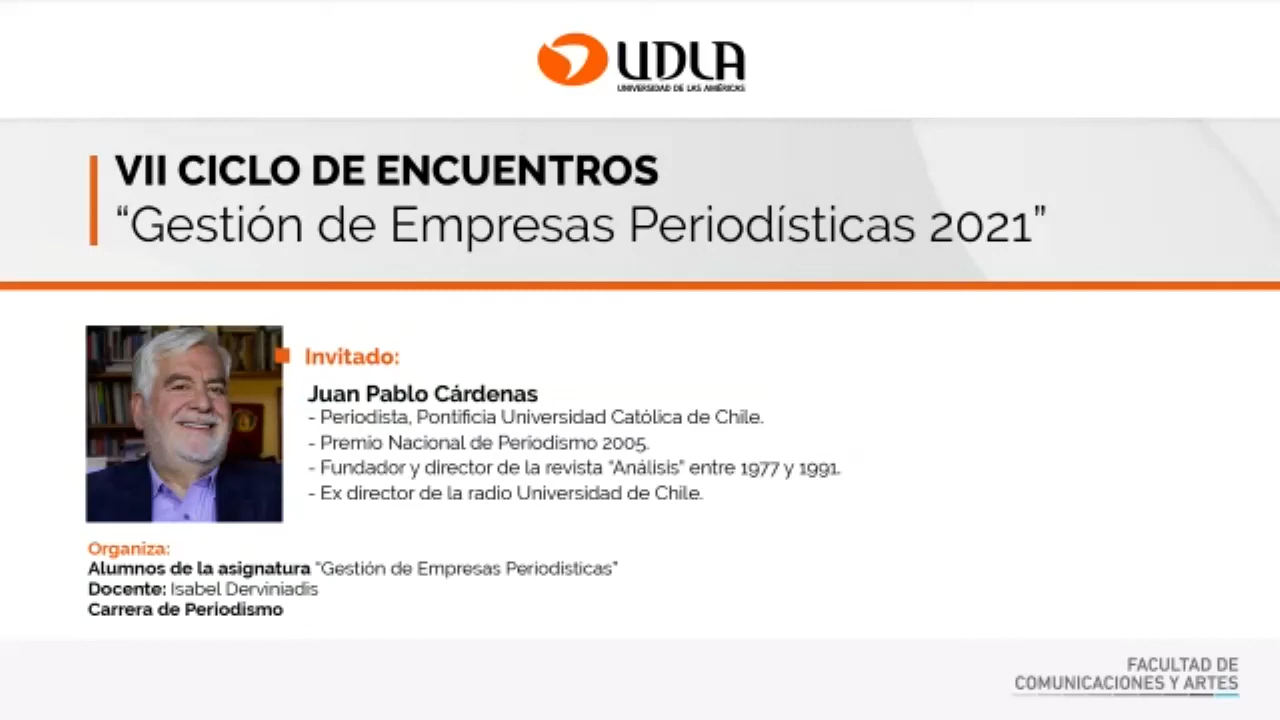 UDLA
UNIVERSIDAD DE LAS AMÉRICAS
VII CICLO DE ENCUENTROS
“Gestión de Empresas Periodísticas 2021”
Invitado:
Juan Pablo Cárdenas
- Periodista, Pontificia Universidad Católica de Chile.
- Premio Nacional de Periodismo 2005.
- Fundador y director de la revista “Análisis” entre 1977 y 1991.
- Ex director de la radio Universidad de Chile.
Organiza:
Alumnos de la asignatura “Gestión de Empresas Periodísticas”
Docente: Isabel Derviniadis
Carrera de Periodismo
FACULTAD DE
COMUNICACIONES Y ARTES